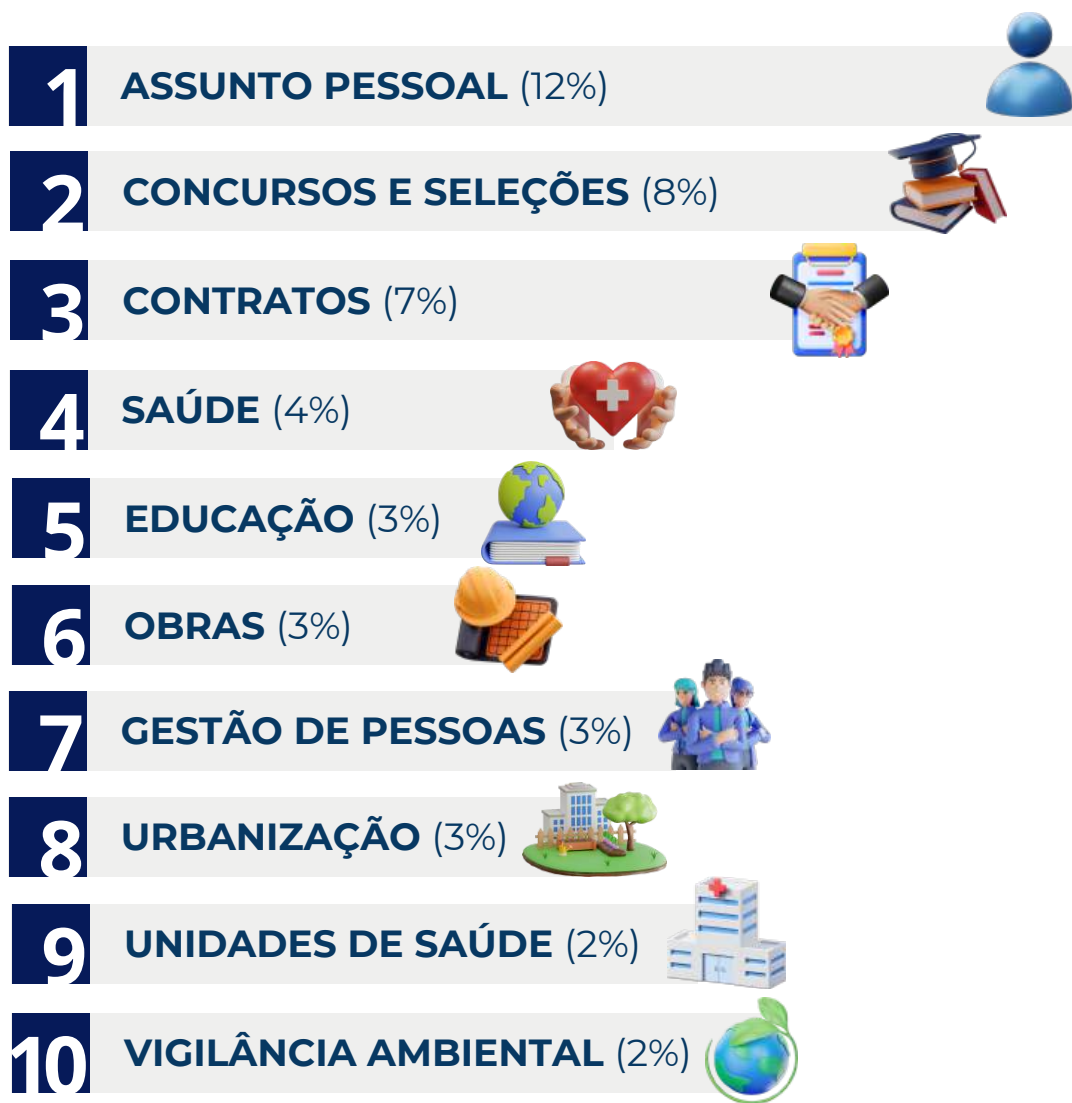 1 ASSUNTO PESSOAL (12%)
2 CONCURSOS E SELEÇÕES (8%)
3 CONTRATOS (7%)
4 SAÚDE (4%)
5 EDUCAÇÃO (3%)
6 OBRAS (3%)
7 GESTÃO DE PESSOAS (3%)
8 URBANIZAÇÃO (3%)
9 UNIDADES DE SAÚDE (2%)
10 VIGILÂNCIA AMBIENTAL (2%)